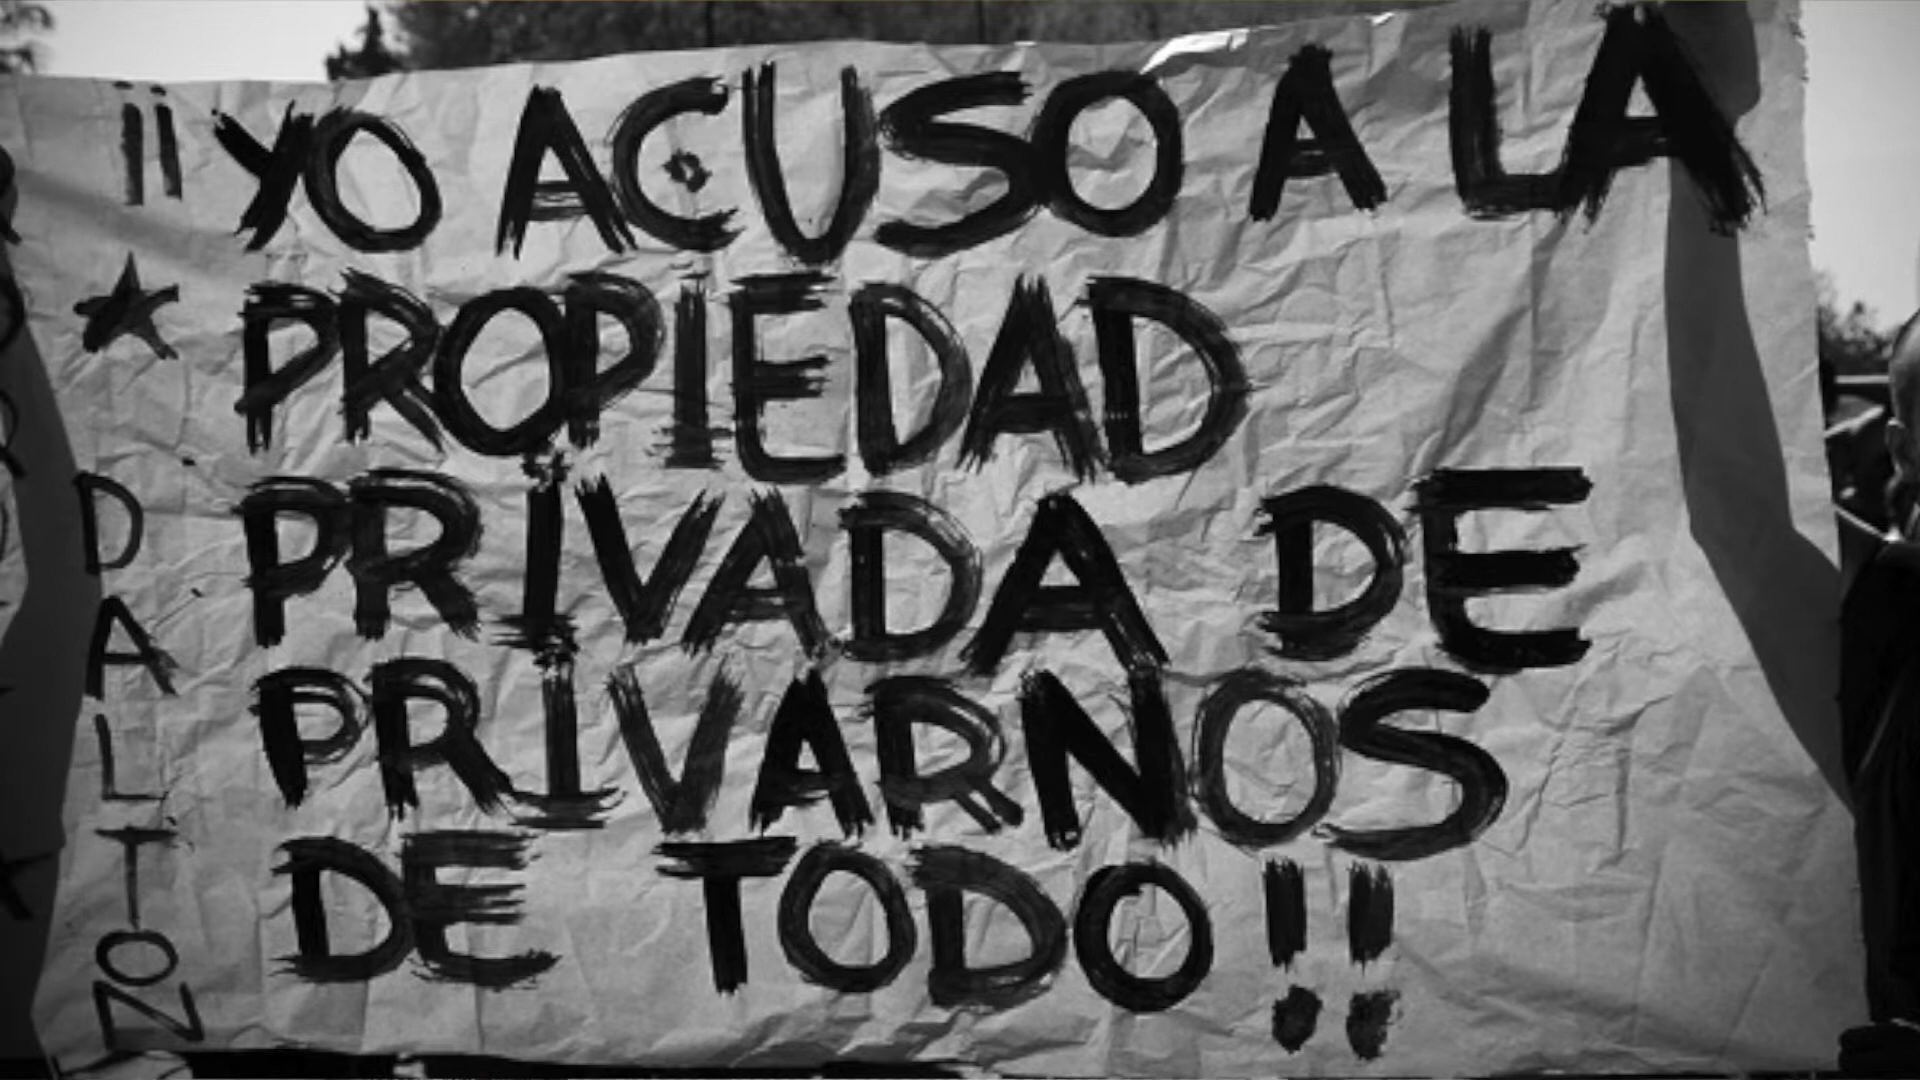 ¡¡YO ACUSO A LA
PROPIEDAD
PRIVADA DE
PRIVARNOS
DE TODO!!
DALTON